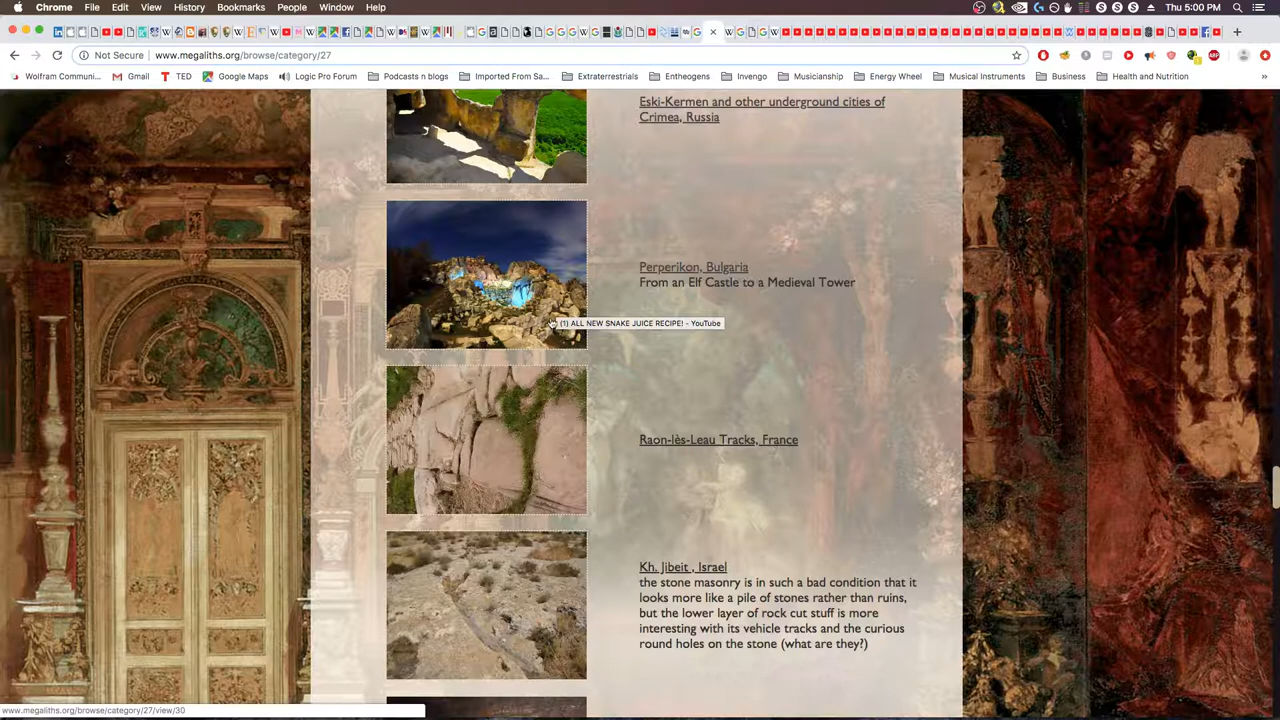 Chrome File Edit View History Bookmarks People Window Help
Thu 5:00 PM
Not Secure www.megaliths.org/browse/category/27
Wolfram Communi... Gmail TED Google Maps Logic Pro Forum Podcasts n blogs Imported From Sa... Extraterrestrials Entheogens Invengo Musicianship Energy Wheel Musical Instruments Business Health and Nutrition »
Eski-Kermen and other underground cities of
Crimea, Russia
Perperikon, Bulgaria
From an Elf Castle to a Medieval Tower
(1) ALL NEW SNAKE JUICE RECIPE! - YouTube
Raon-lès-Leau Tracks, France
Kh. Jibeit , Israel
the stone masonry is in such a bad condition that it
looks more like a pile of stones rather than ruins,
but the lower layer of rock cut stuff is more
interesting with its vehicle tracks and the curious
round holes on the stone (what are they?)
www.megaliths.org/browse/category/27/view/30